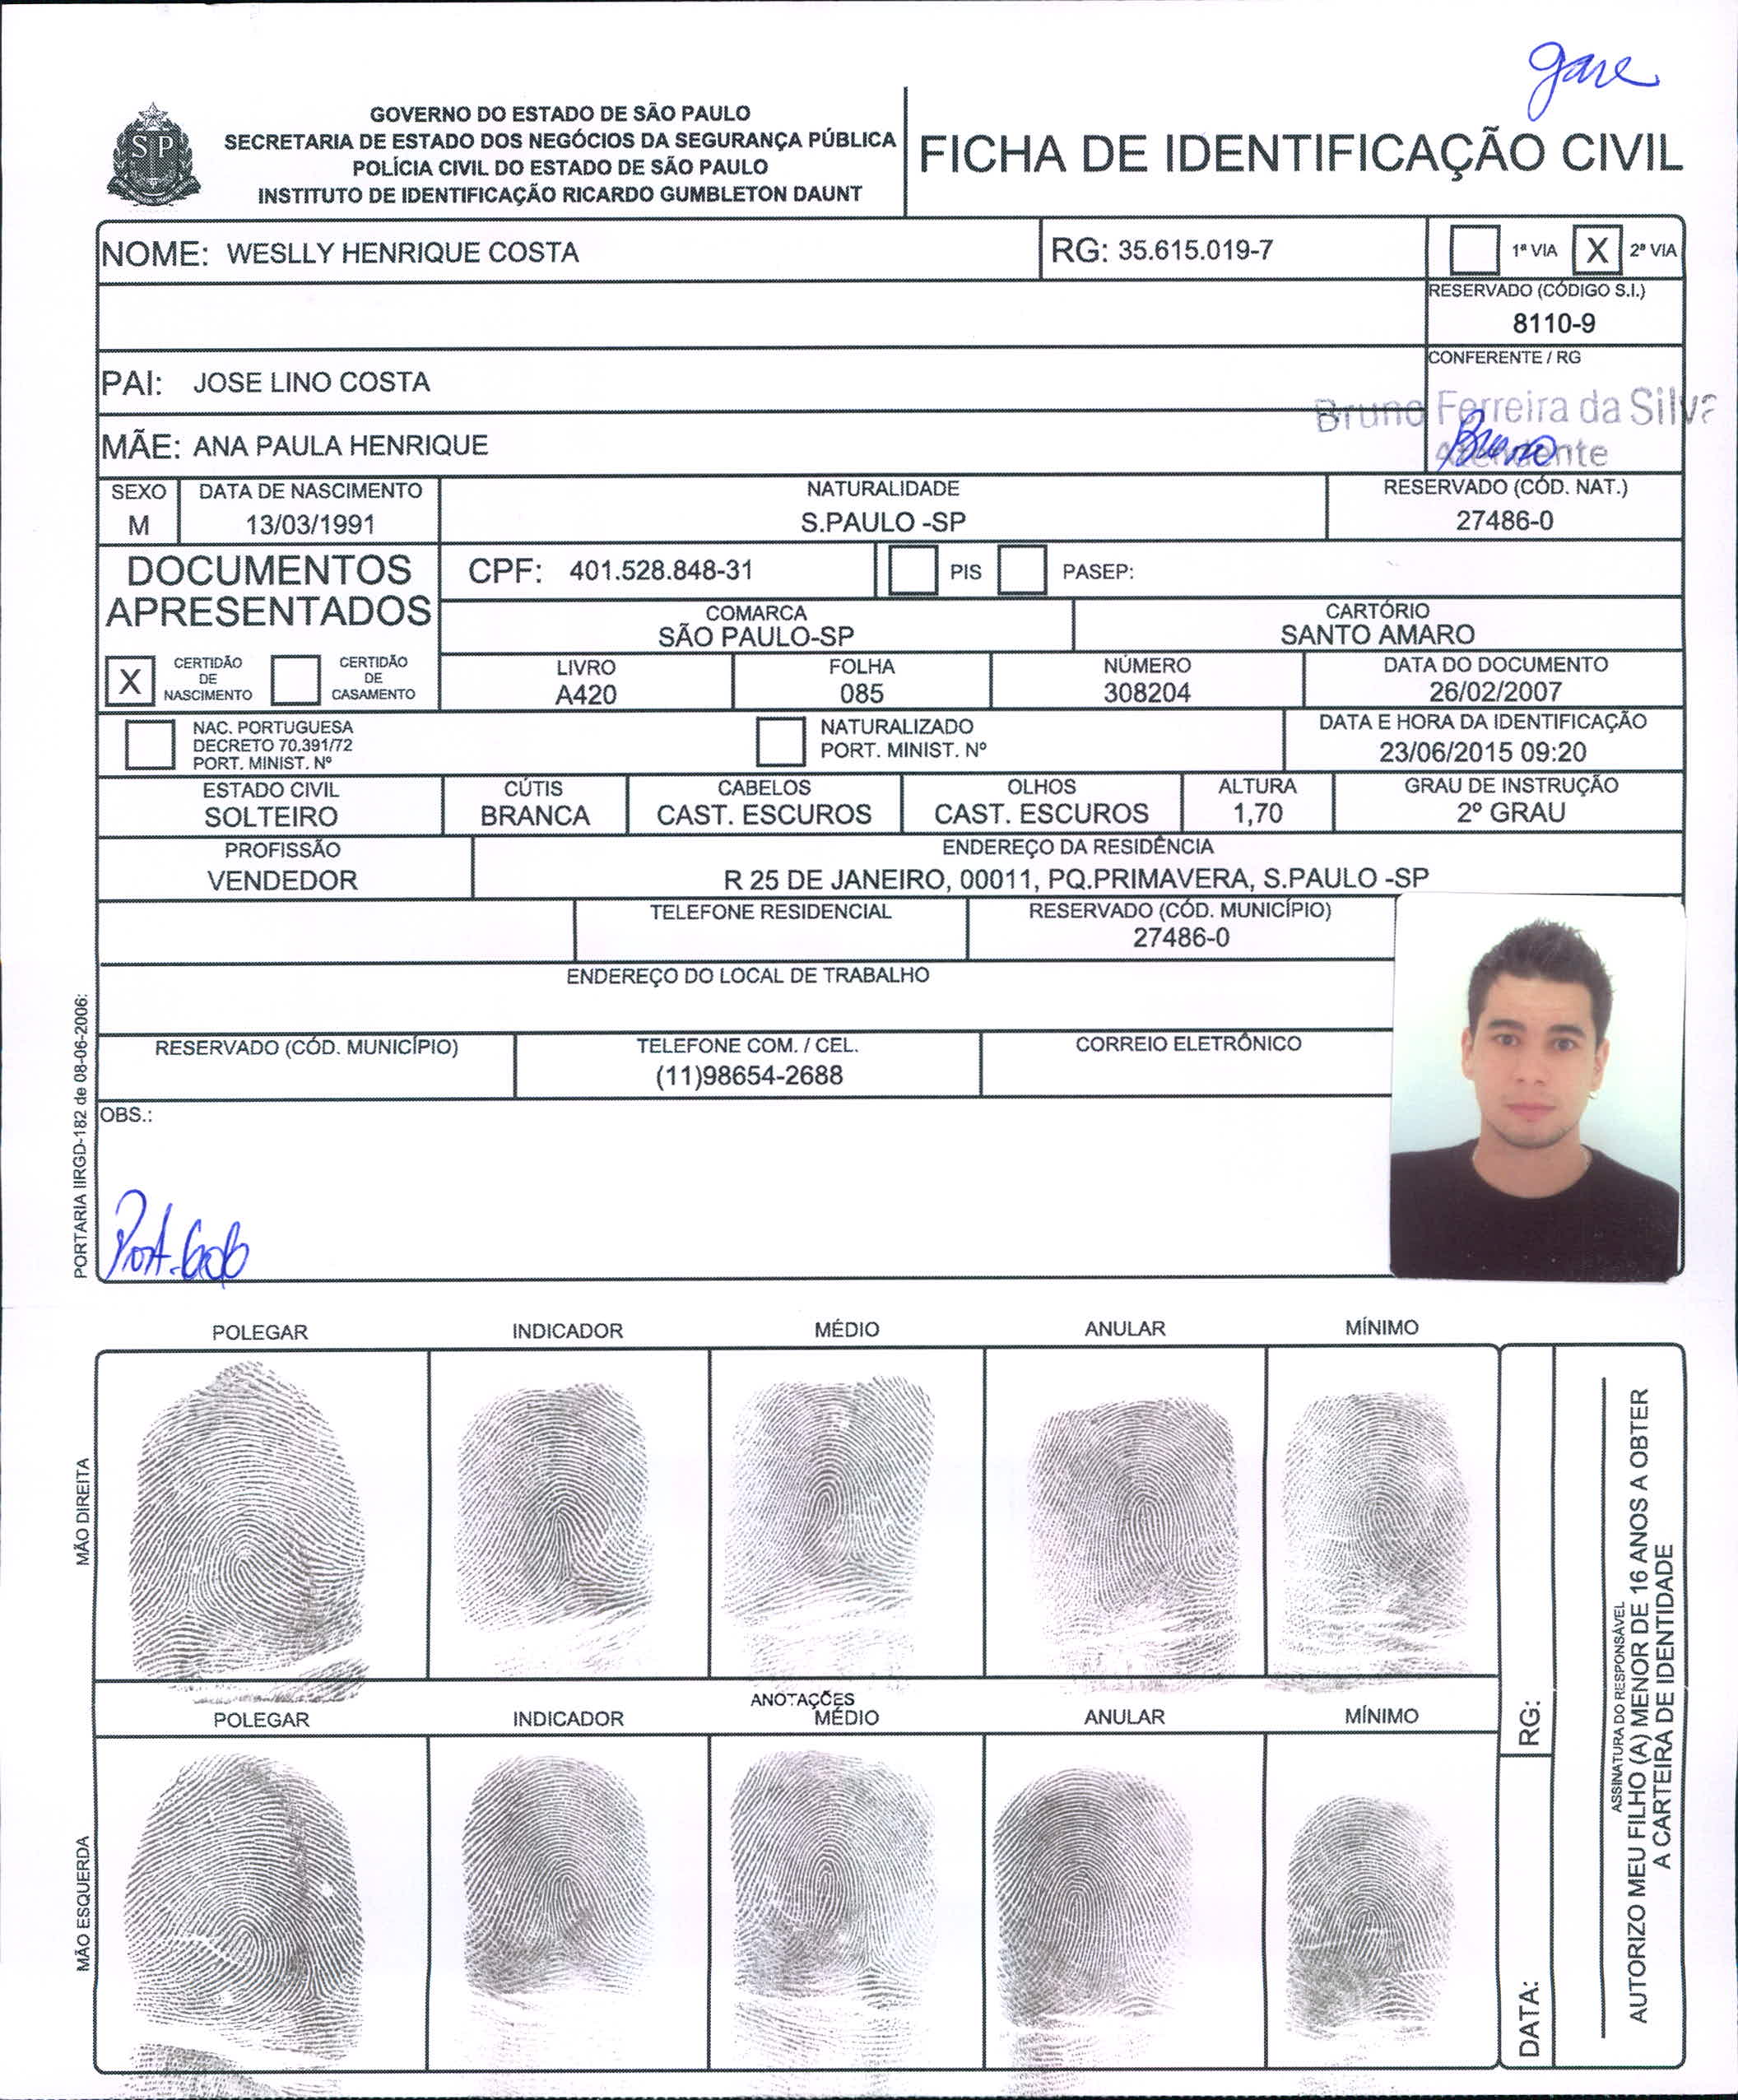 gare
GOVERNO DO ESTADO DE SÃO PAULO
SECRETARIA DE ESTADO DOS NEGÓCIOS DA SEGURANÇA PÚBLICA
POLÍCIA CIVIL DO ESTADO DE SÃO PAULO
INSTITUTO DE IDENTIFICAÇÃO RICARDO GUMBLETON DAUNT
SP
FICHA DE IDENTIFICAÇÃO CIVIL
NOME: WESLLY HENRIQUE COSTA
RG: 35.615.019-7
1ª VIA X 2ª VIA
RESERVADO (CÓDIGO S.I.)
8110-9
PAI: JOSE LINO COSTA
CONFERENTE / RG
Bruno Ferreira da Silva
Bruno
Atendente
MÃE: ANA PAULA HENRIQUE
SEXO
M
DATA DE NASCIMENTO
13/03/1991
NATURALIDADE
S.PAULO -SP
RESERVADO (CÓD. NAT.)
27486-0
DOCUMENTOS
APRESENTADOS
CPF: 401.528.848-31
PIS
PASEP:
COMARCA
SÃO PAULO-SP
CARTÓRIO
SANTO AMARO
X
CERTIDÃO
DE
NASCIMENTO
CERTIDÃO
DE
CASAMENTO
LIVRO
A420
FOLHA
085
NÚMERO
308204
DATA DO DOCUMENTO
26/02/2007
NAC. PORTUGUESA
DECRETO 70.391/72
PORT. MINIST. Nº
NATURALIZADO
PORT. MINIST. Nº
DATA E HORA DA IDENTIFICAÇÃO
23/06/2015 09:20
ESTADO CIVIL
SOLTEIRO
CÚTIS
BRANCA
CABELOS
CAST. ESCUROS
OLHOS
CAST. ESCUROS
ALTURA
1,70
GRAU DE INSTRUÇÃO
2º GRAU
PROFISSÃO
VENDEDOR
ENDEREÇO DA RESIDÊNCIA
R 25 DE JANEIRO, 00011, PQ.PRIMAVERA, S.PAULO -SP
TELEFONE RESIDENCIAL
RESERVADO (CÓD. MUNICÍPIO)
27486-0
ENDEREÇO DO LOCAL DE TRABALHO
RESERVADO (CÓD. MUNICÍPIO)
TELEFONE COM. / CEL.
(11)98654-2688
CORREIO ELETRÔNICO
OBS.:
PORTARIA IIRGD-182 de 08-06-2006:
POLEGAR INDICADOR MÉDIO ANULAR MÍNIMO
MÃO DIREITA
ANOTAÇÕES
POLEGAR INDICADOR MÉDIO ANULAR MÍNIMO
MÃO ESQUERDA
RG:
DATA:
ASSINATURA DO RESPONSÁVEL
AUTORIZO MEU FILHO (A) MENOR DE 16 ANOS A OBTER
A CARTEIRA DE IDENTIDADE